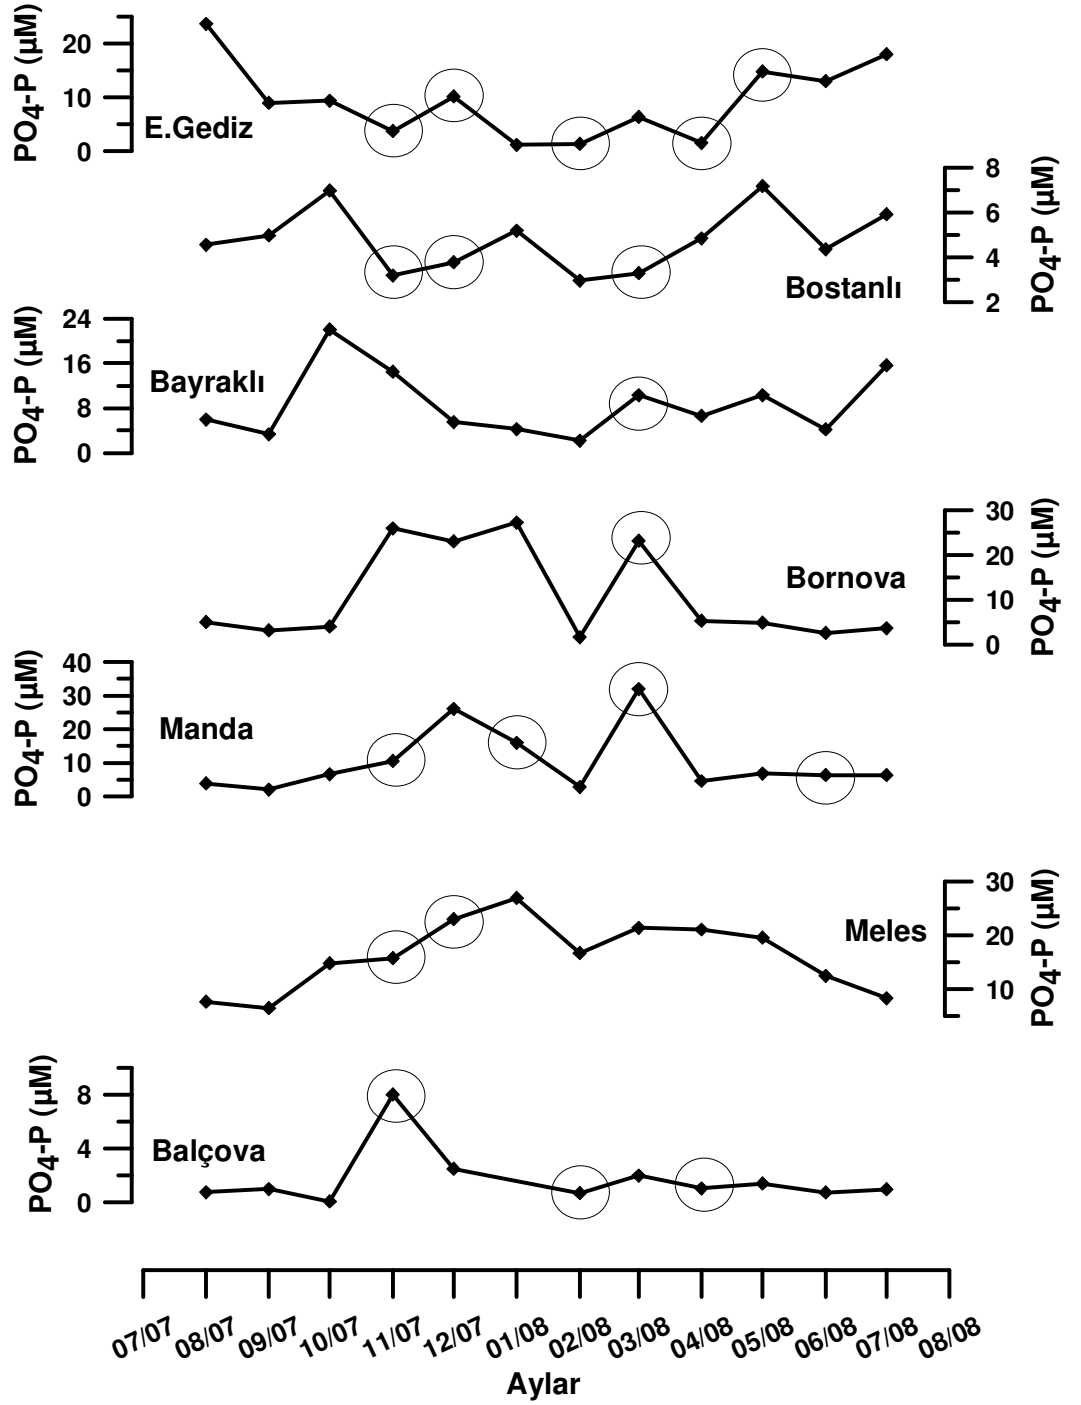 PO4-P (µM)
20
10
0
E.Gediz
8
6
4
2
PO4-P (µM)
Bostanlı
PO4-P (µM)
24
16
8
0
Bayraklı
30
20
10
0
PO4-P (µM)
Bornova
PO4-P (µM)
40
30
20
10
0
Manda
30
20
10
PO4-P (µM)
Meles
PO4-P (µM)
8
4
0
Balçova
07/07 08/07 09/07 10/07 11/07 12/07 01/08 02/08 03/08 04/08 05/08 06/08 07/08 08/08
Aylar